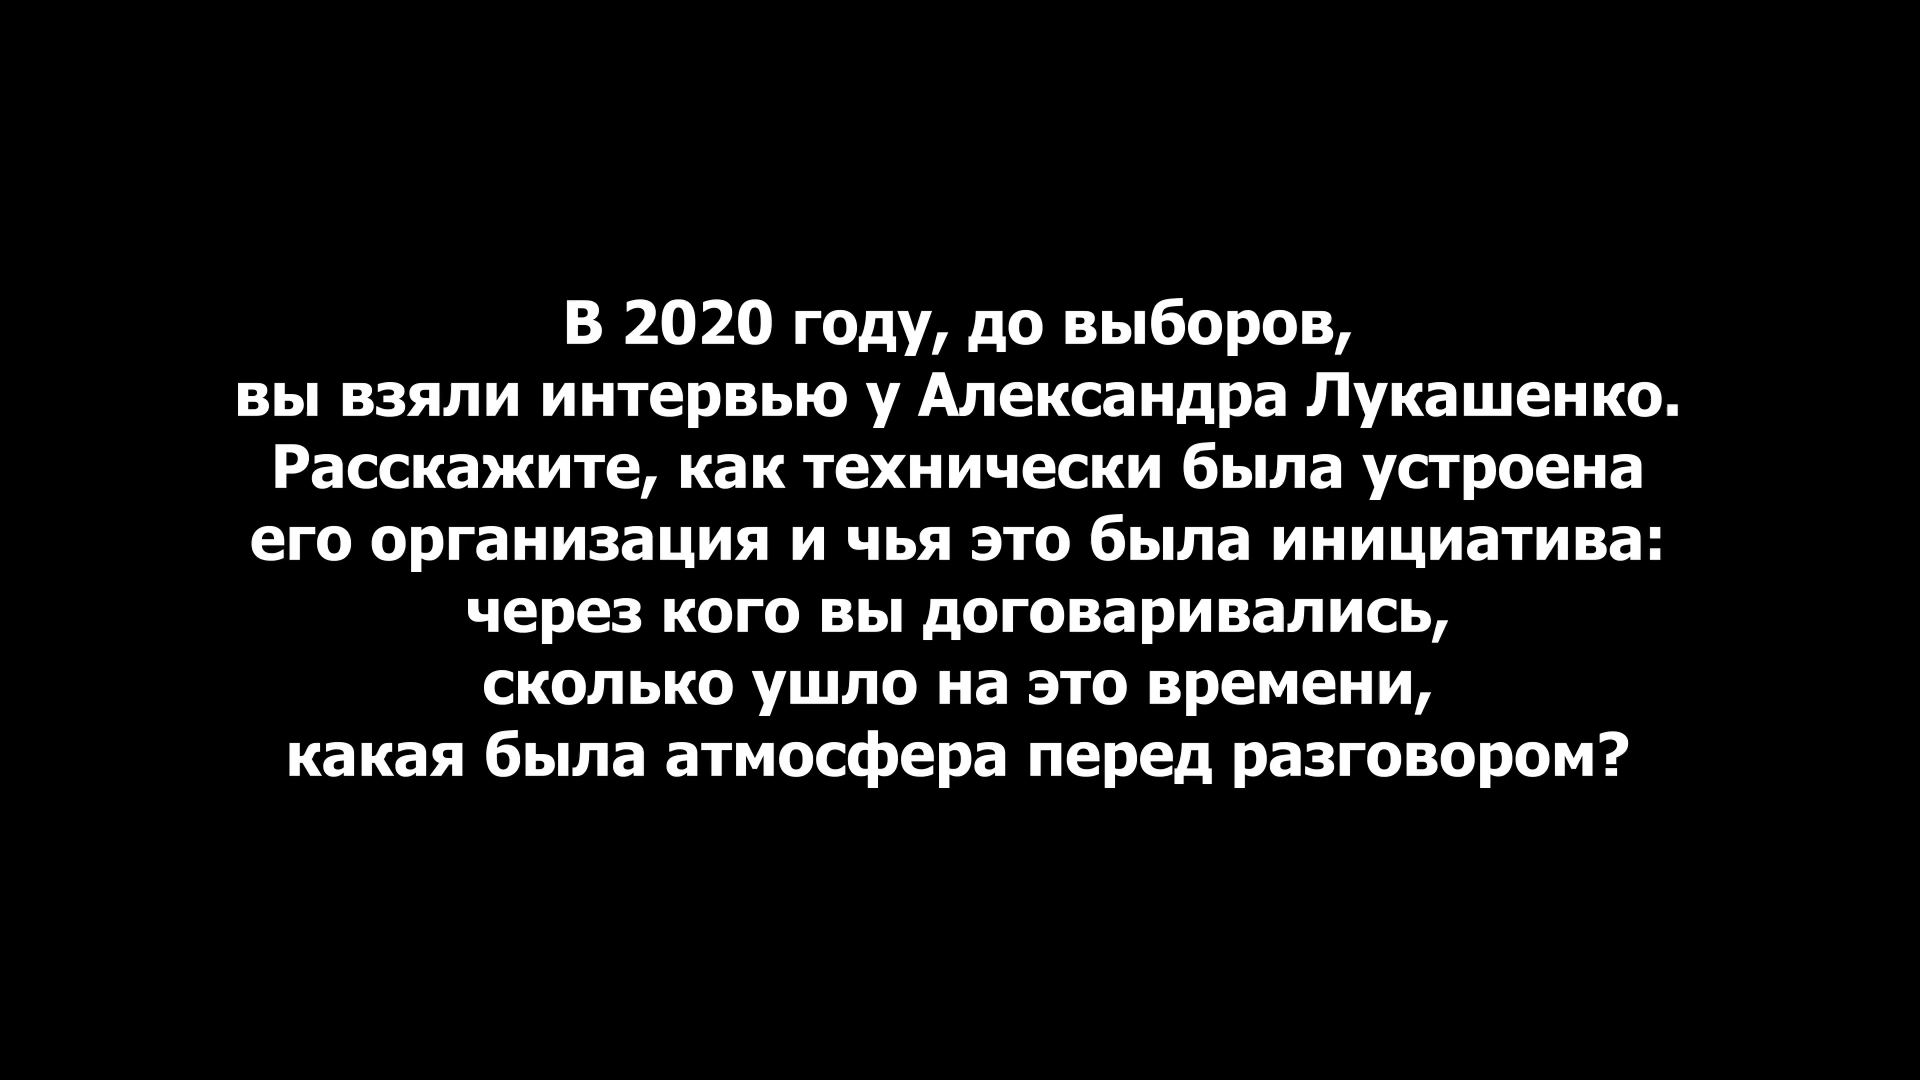 В 2020 году, до выборов,
вы взяли интервью у Александра Лукашенко.
Расскажите, как технически была устроена
его организация и чья это была инициатива:
через кого вы договаривались,
сколько ушло на это времени,
какая была атмосфера перед разговором?